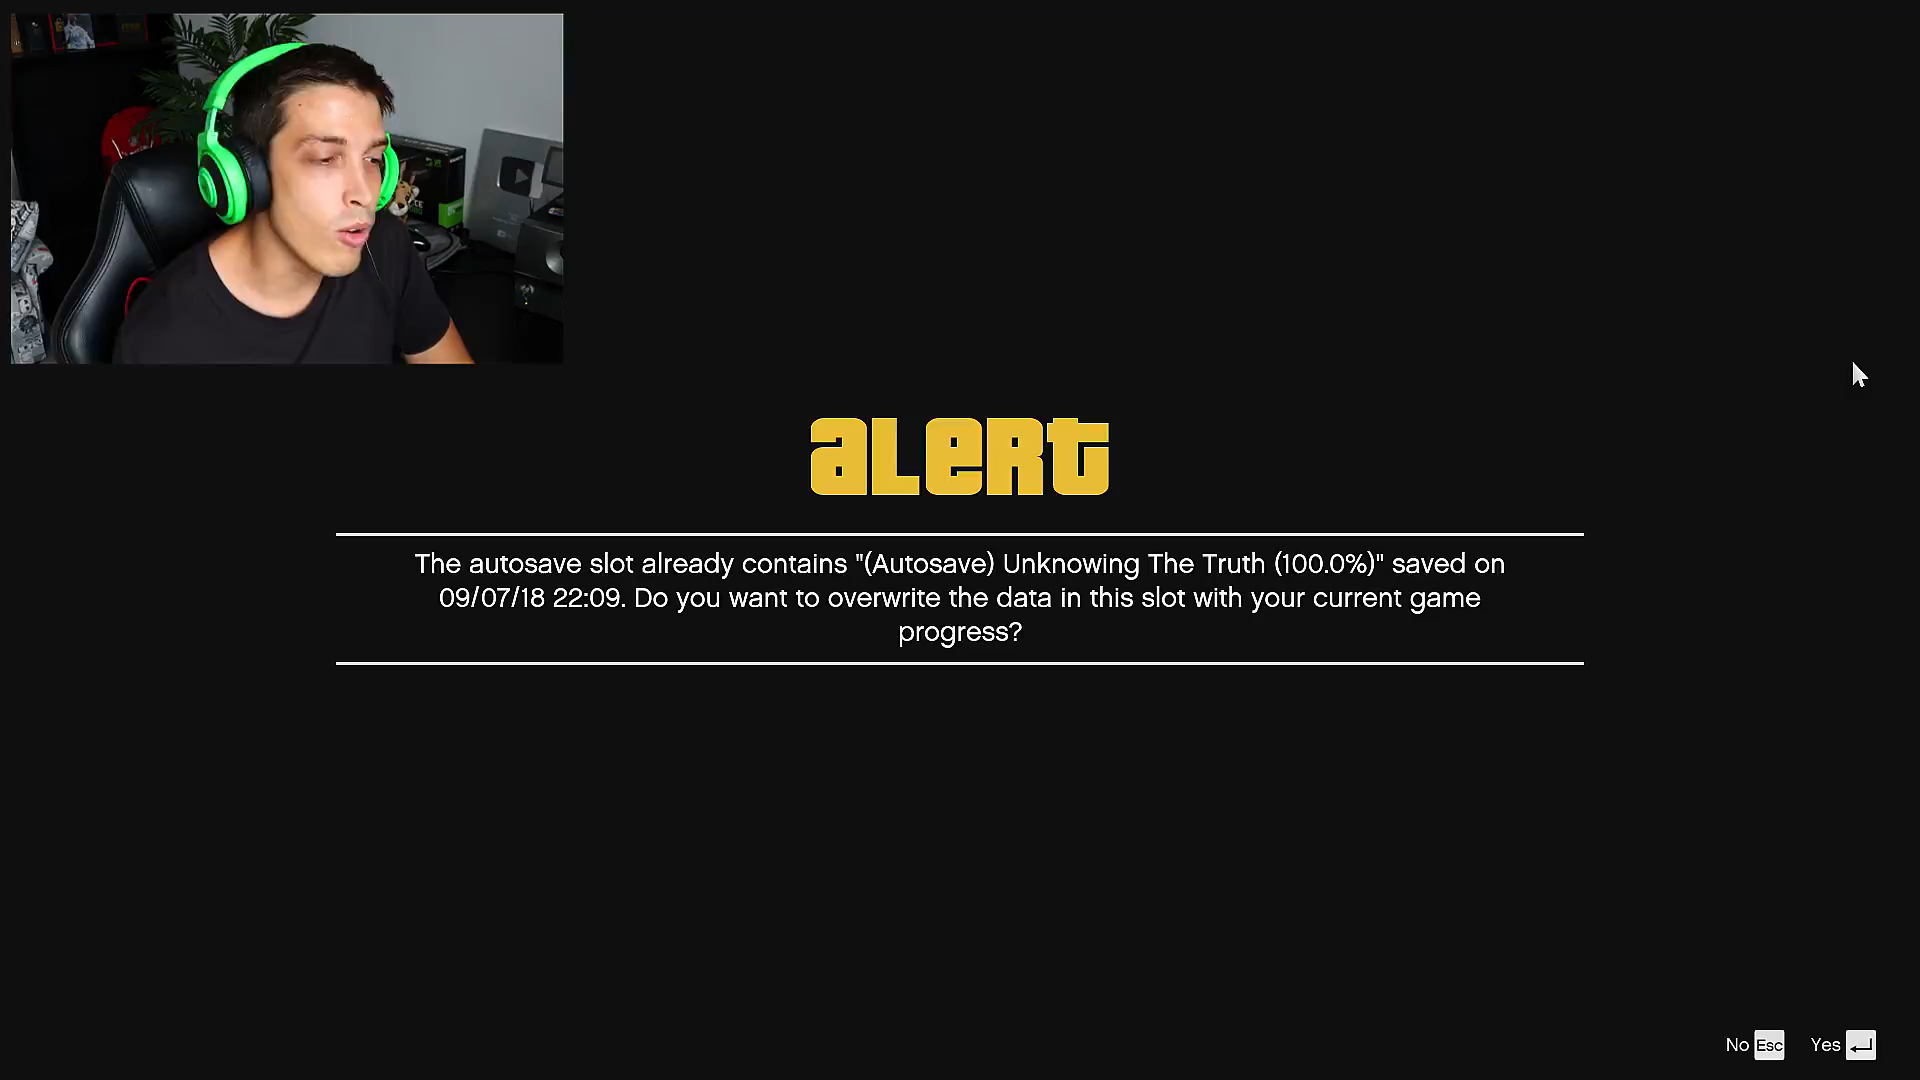 aLeRt
The autosave slot already contains "(Autosave) Unknowing The Truth (100.0%)" saved on
09/07/18 22:09. Do you want to overwrite the data in this slot with your current game
progress?
No Esc Yes